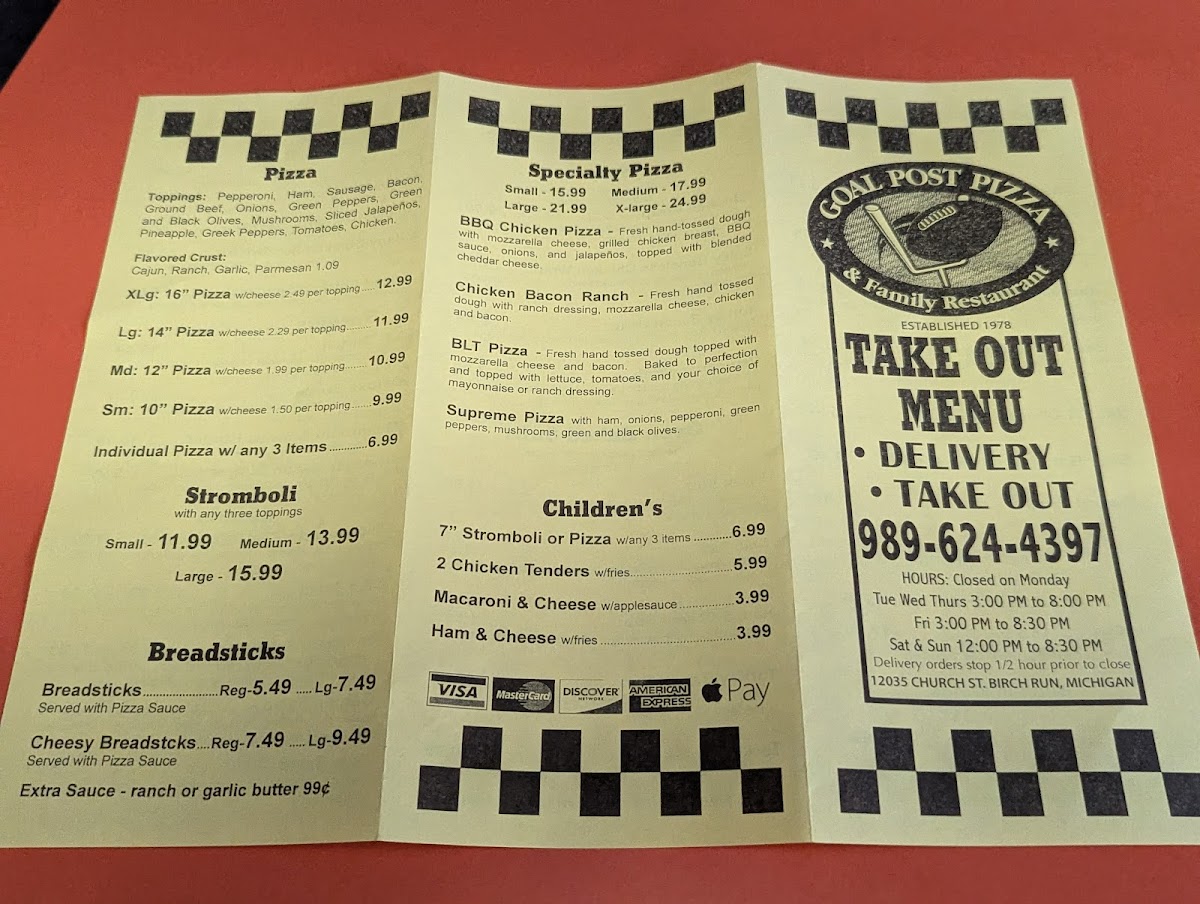 Pizza
Toppings: Pepperoni, Ham, Sausage, Bacon,
Ground Beef, Onions, Green Peppers, Green
and Black Olives, Mushrooms, Sliced Jalapeños,
Pineapple, Greek Peppers, Tomatoes, Chicken.
Flavored Crust:
Cajun, Ranch, Garlic, Parmesan 1.09
XLg: 16" Pizza w/cheese 2.49 per topping.....12.99
Lg: 14" Pizza w/cheese 2.29 per topping.........11.99
Md: 12" Pizza w/cheese 1.99 per topping.......10.99
Sm: 10" Pizza w/cheese 1.50 per topping.......9.99
Individual Pizza w/ any 3 Items............6.99
Stromboli
with any three toppings
Small - 11.99 Medium - 13.99
Large - 15.99
Breadsticks
Breadsticks.......................Reg-5.49 ..... Lg-7.49
Served with Pizza Sauce
Cheesy Breadstcks....Reg-7.49 ..... Lg-9.49
Served with Pizza Sauce
Extra Sauce - ranch or garlic butter 99¢
Specialty Pizza
Small - 15.99 Medium - 17.99
Large - 21.99 X-large - 24.99
BBQ Chicken Pizza - Fresh hand-tossed dough
with mozzarella cheese, grilled chicken breast, BBQ
sauce, onions, and jalapeños, topped with blended
cheddar cheese.
Chicken Bacon Ranch - Fresh hand tossed
dough with ranch dressing, mozzarella cheese, chicken
and bacon.
BLT Pizza - Fresh hand tossed dough topped with
mozzarella cheese and bacon. Baked to perfection
and topped with lettuce, tomatoes, and your choice of
mayonnaise or ranch dressing.
Supreme Pizza with ham, onions, pepperoni, green
peppers, mushrooms, green and black olives.
Children's
7" Stromboli or Pizza w/any 3 items ...........6.99
2 Chicken Tenders w/fries..............................5.99
Macaroni & Cheese w/applesauce................3.99
Ham & Cheese w/fries .......................................3.99
VISA MasterCard DISCOVER NETWORK AMERICAN EXPRESS Pay
GOAL POST PIZZA
& Family Restaurant
ESTABLISHED 1978
TAKE OUT
MENU
• DELIVERY
• TAKE OUT
989-624-4397
HOURS: Closed on Monday
Tue Wed Thurs 3:00 PM to 8:00 PM
Fri 3:00 PM to 8:30 PM
Sat & Sun 12:00 PM to 8:30 PM
Delivery orders stop 1/2 hour prior to close
12035 CHURCH ST. BIRCH RUN, MICHIGAN